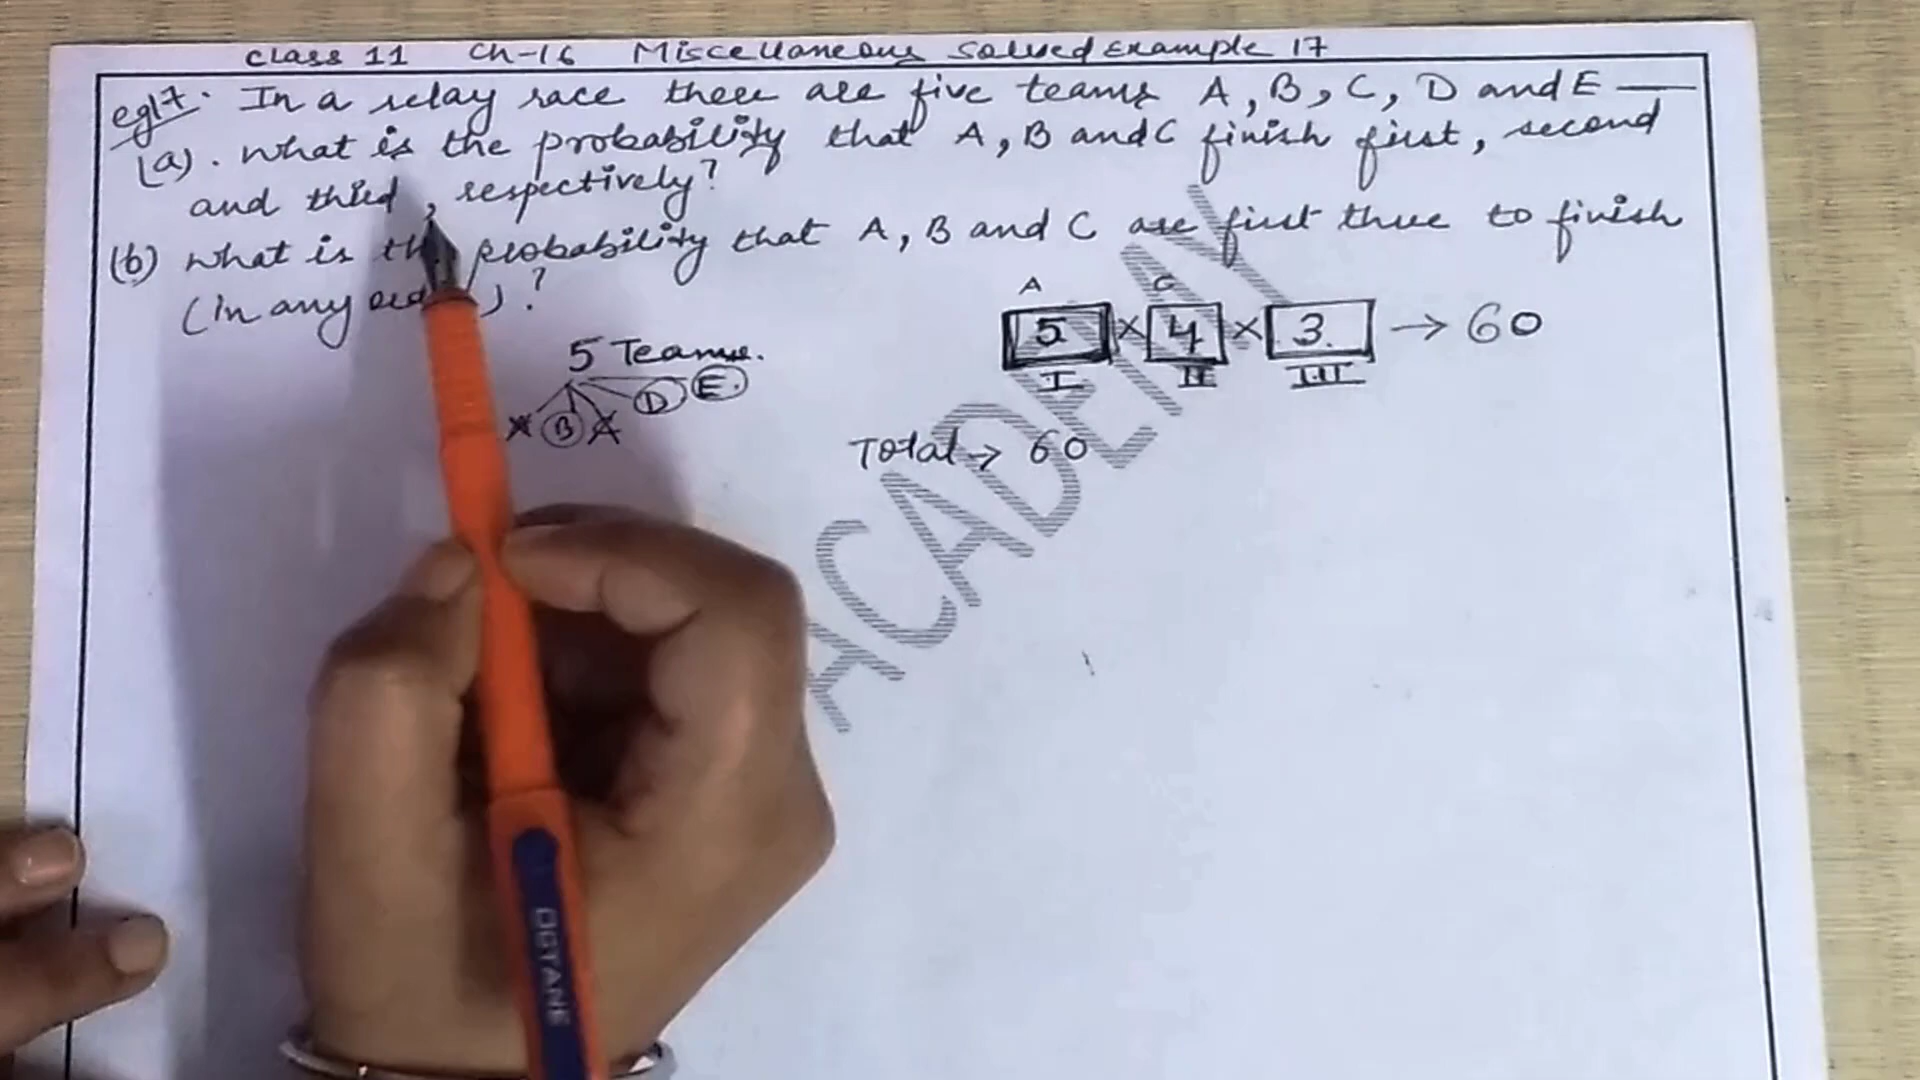 Class 11 Ch-16 Miscellaneous Solved Example 17
eg17. In a relay race there are five teams A, B, C, D and E
(a). What is the probability that A, B and C finish first, second
and third, respectively?
(b) What is the probability that A, B and C are first three to finish
(in any )?
A C
5 × 4 × 3. → 60
I II III
5 Teams.
A B C D E.
Total → 60
ACADEMY
OCTANE